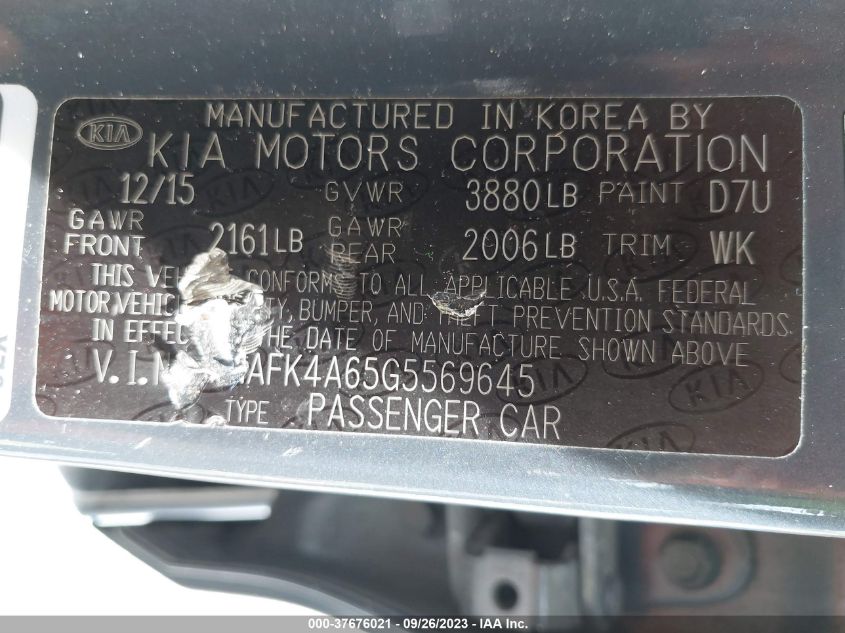 KIA
MANUFACTURED IN KOREA BY
KIA MOTORS CORPORATION
12/15 GVWR 3880LB PAINT D7U
GAWR FRONT 2161LB GAWR REAR 2006LB TRIM WK
THIS VE CONFORMS TO ALL APPLICABLE U.S.A. FEDERAL
MOTOR VEHIC TY, BUMPER, AND THEFT PREVENTION STANDARDS
IN EFFE THE DATE OF MANUFACTURE SHOWN ABOVE
V.I.N AFK4A65G5569645
TYPE PASSENGER CAR
000-37676021 - 09/26/2023 - IAA Inc.